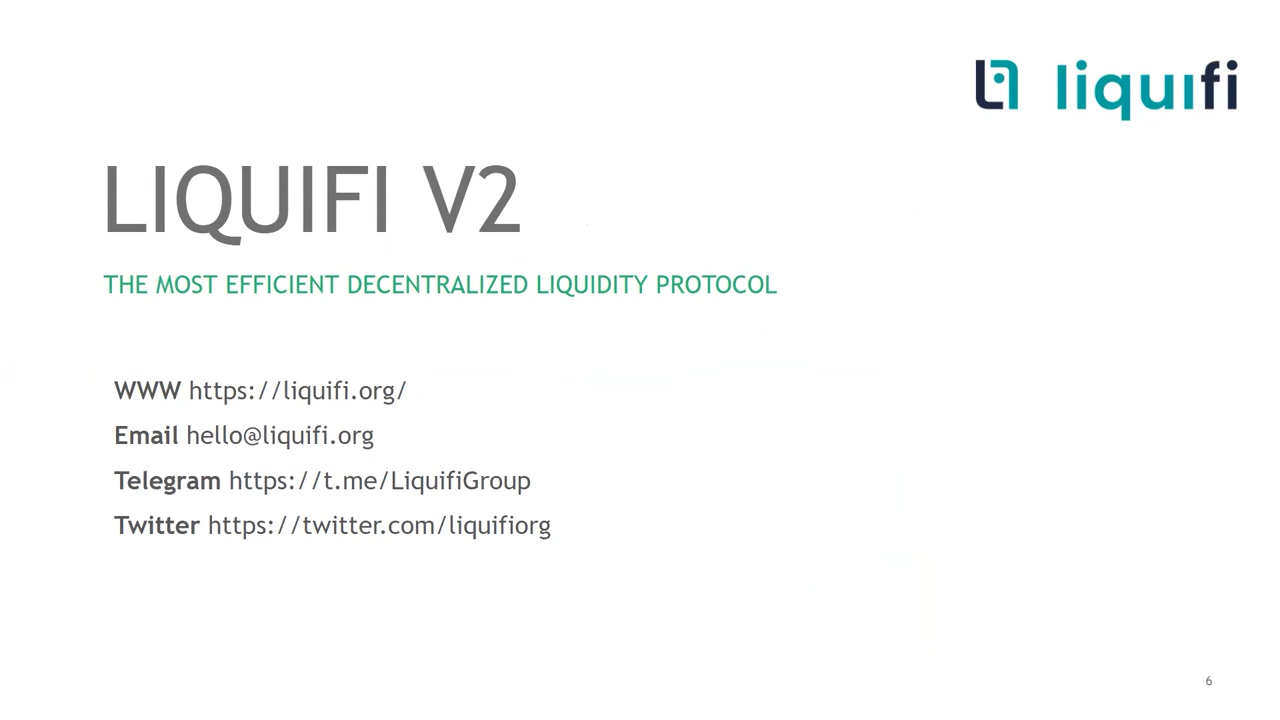 liquifi
LIQUIFI V2
THE MOST EFFICIENT DECENTRALIZED LIQUIDITY PROTOCOL
WWW https://liquifi.org/
Email hello@liquifi.org
Telegram https://t.me/LiquifiGroup
Twitter https://twitter.com/liquifiorg
6